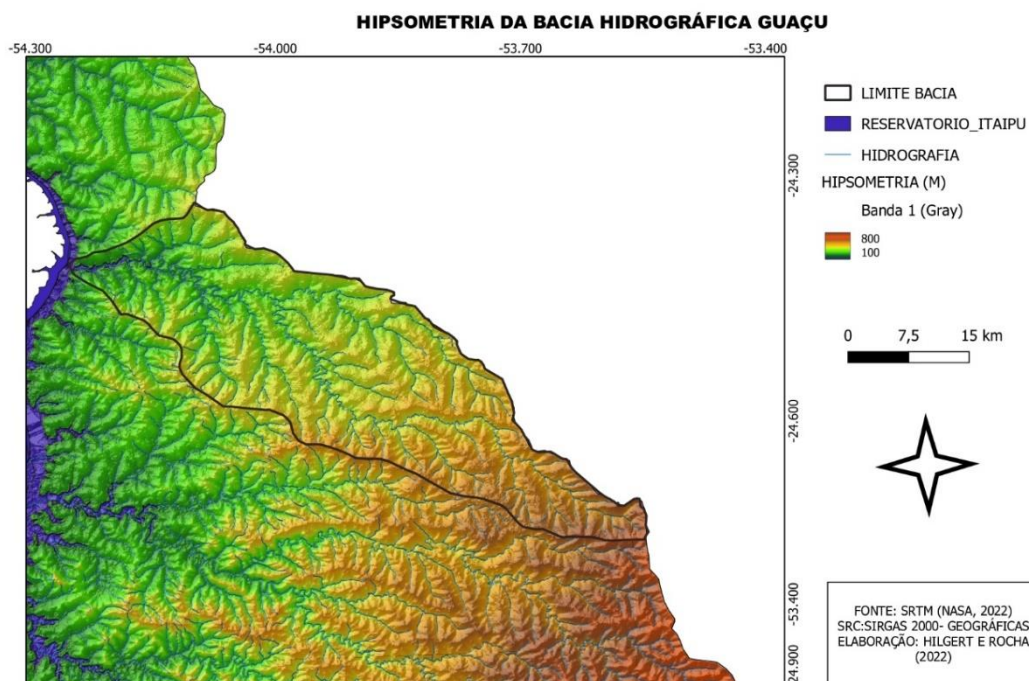 HIPSOMETRIA DA BACIA HIDROGRÁFICA GUAÇU
-54.300 -54.000 -53.700 -53.400
LIMITE BACIA
RESERVATORIO_ITAIPU
HIDROGRAFIA
HIPSOMETRIA (M)
Banda 1 (Gray)
800
100
-24.300
0 7,5 15 km
-24.600
-53.400
-24.900
FONTE: SRTM (NASA, 2022)
SRC:SIRGAS 2000- GEOGRÁFICAS
ELABORAÇÃO: HILGERT E ROCHA
(2022)